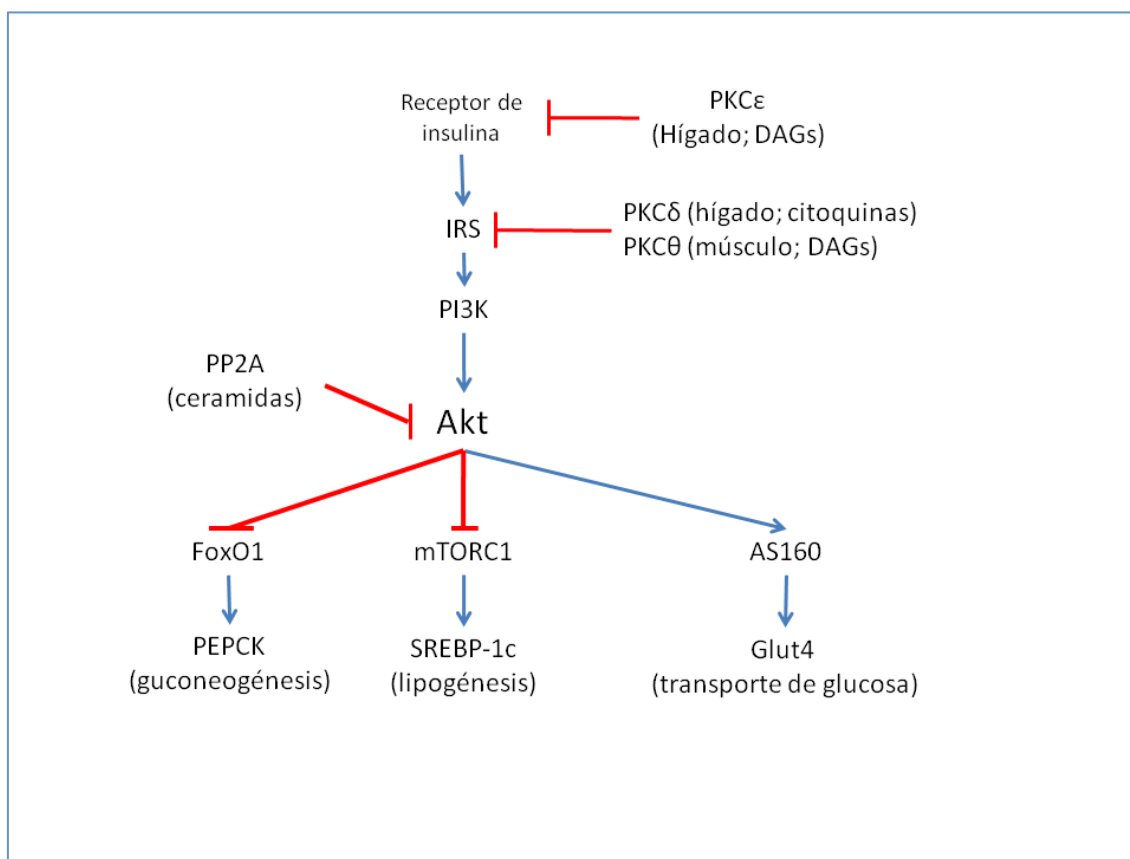 Receptor de
insulina
PKCε
(Hígado; DAGs)
IRS
PKCδ (hígado; citoquinas)
PKCθ (músculo; DAGs)
PI3K
PP2A
(ceramidas)
Akt
FoxO1
mTORC1
AS160
PEPCK
(guconeogénesis)
SREBP-1c
(lipogénesis)
Glut4
(transporte de glucosa)